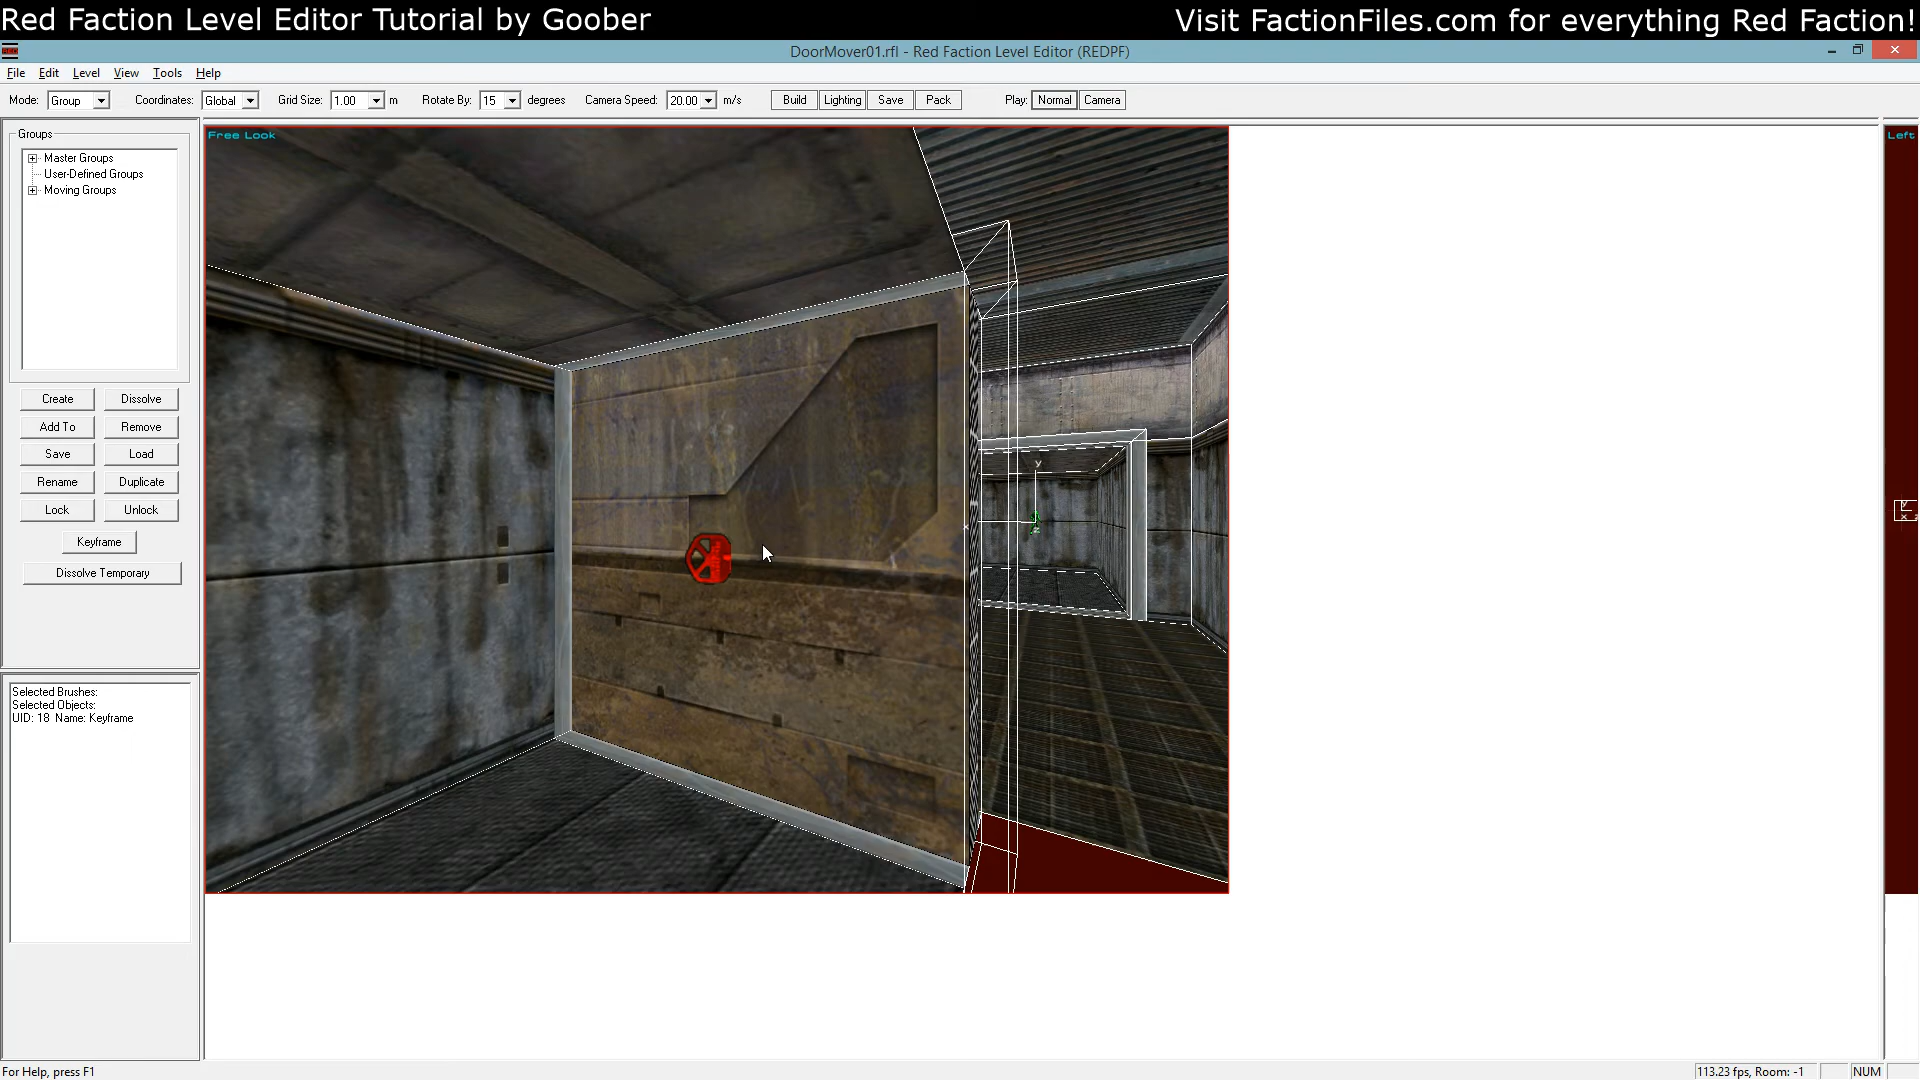 Red Faction Level Editor Tutorial by Goober
Visit FactionFiles.com for everything Red Faction!
DoorMover01.rfl - Red Faction Level Editor (REDPF)
File Edit Level View Tools Help
Mode: Group Coordinates: Global Grid Size: 1.00 m Rotate By: 15 degrees Camera Speed: 20.00 m/s Build Lighting Save Pack Play: Normal Camera
Groups
Master Groups
User-Defined Groups
Moving Groups
Create Dissolve
Add To Remove
Save Load
Rename Duplicate
Lock Unlock
Keyframe
Dissolve Temporary
Selected Brushes:
Selected Objects:
UID: 18 Name: Keyframe
Free Look
Left
y
For Help, press F1
113.23 fps, Room: -1
NUM